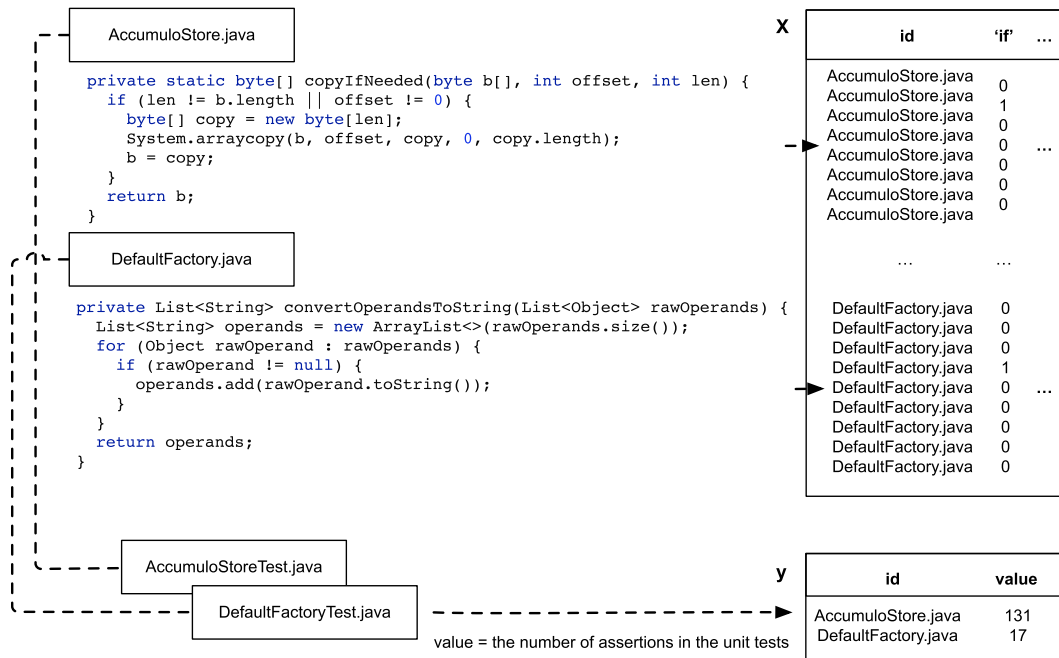 AccumuloStore.java
private static byte[] copyIfNeeded(byte b[], int offset, int len) {
if (len != b.length || offset != 0) {
byte[] copy = new byte[len];
System.arraycopy(b, offset, copy, 0, copy.length);
b = copy;
}
return b;
}
DefaultFactory.java
private List<String> convertOperandsToString(List<Object> rawOperands) {
List<String> operands = new ArrayList<>(rawOperands.size());
for (Object rawOperand : rawOperands) {
if (rawOperand != null) {
operands.add(rawOperand.toString());
}
}
return operands;
}
AccumuloStoreTest.java
DefaultFactoryTest.java
value = the number of assertions in the unit tests
X
id ‘if’ ...
AccumuloStore.java 0
AccumuloStore.java 1
AccumuloStore.java 0
AccumuloStore.java 0 ...
AccumuloStore.java 0
AccumuloStore.java 0
AccumuloStore.java 0
AccumuloStore.java
... ...
DefaultFactory.java 0
DefaultFactory.java 0
DefaultFactory.java 0
DefaultFactory.java 1
DefaultFactory.java 0 ...
DefaultFactory.java 0
DefaultFactory.java 0
DefaultFactory.java 0
DefaultFactory.java 0
y
id value
AccumuloStore.java 131
DefaultFactory.java 17